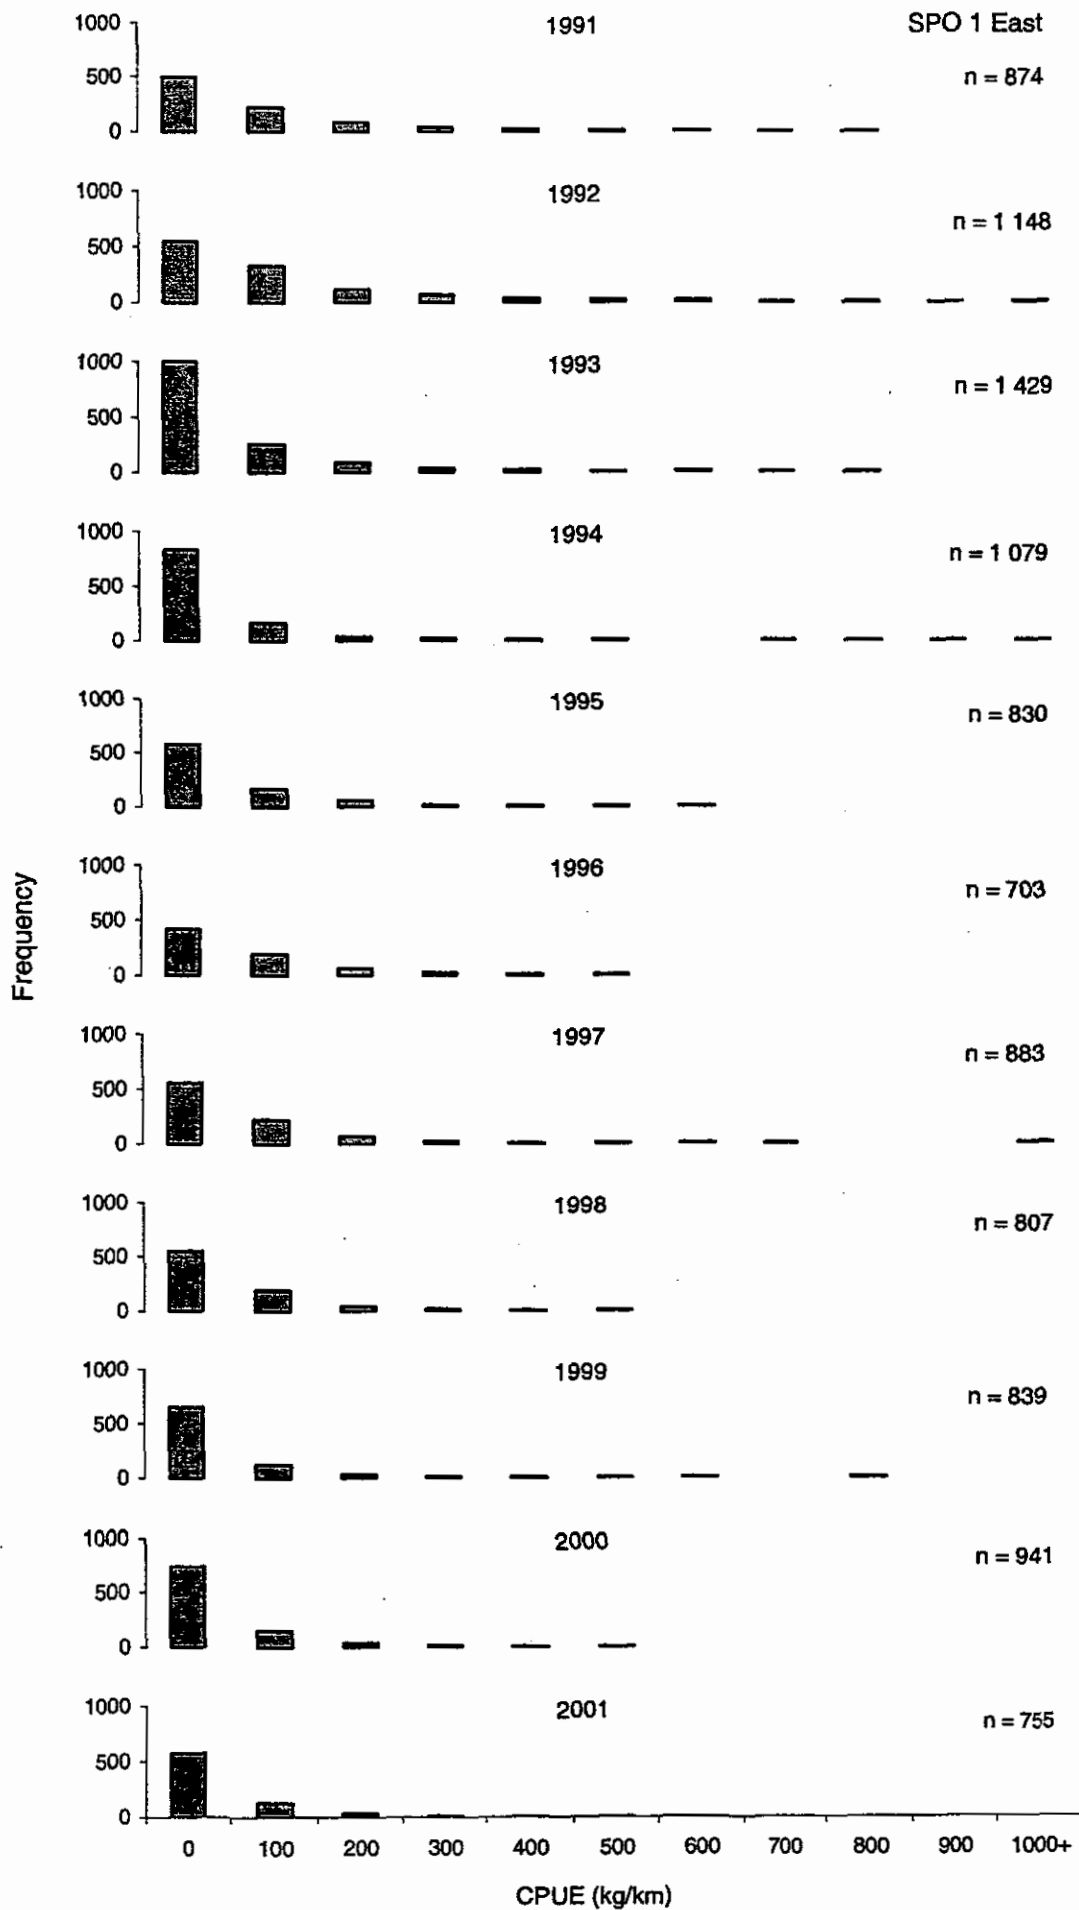 1000 1991 SPO 1 East
500 n = 874
0
1000 1992
n = 1 148
500
0
1000 1993
n = 1 429
500
0
1000 1994
n = 1 079
500
0
1000 1995
n = 830
500
0
1000 1996
n = 703
500
0
Frequency
1000 1997
n = 883
500
0
1000 1998
n = 807
500
0
1000 1999
n = 839
500
0
1000 2000
n = 941
500
0
1000 2001
n = 755
500
0
0 100 200 300 400 500 600 700 800 900 1000+
CPUE (kg/km)